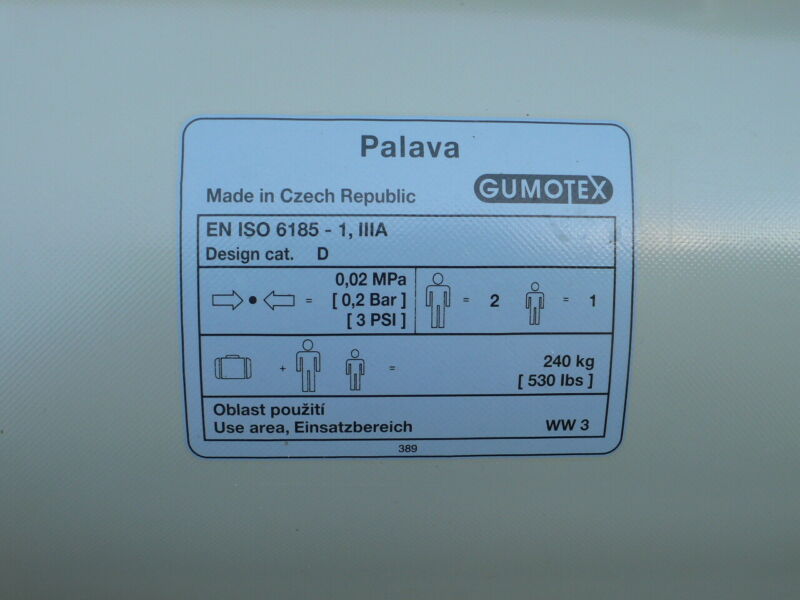 Palava
Made in Czech Republic GUMOTEX
EN ISO 6185 - 1, IIIA
Design cat. D
0,02 MPa
= [ 0,2 Bar ] = 2 = 1
[ 3 PSI ]
+ = 240 kg
[ 530 lbs ]
Oblast použití
Use area, Einsatzbereich WW 3
389